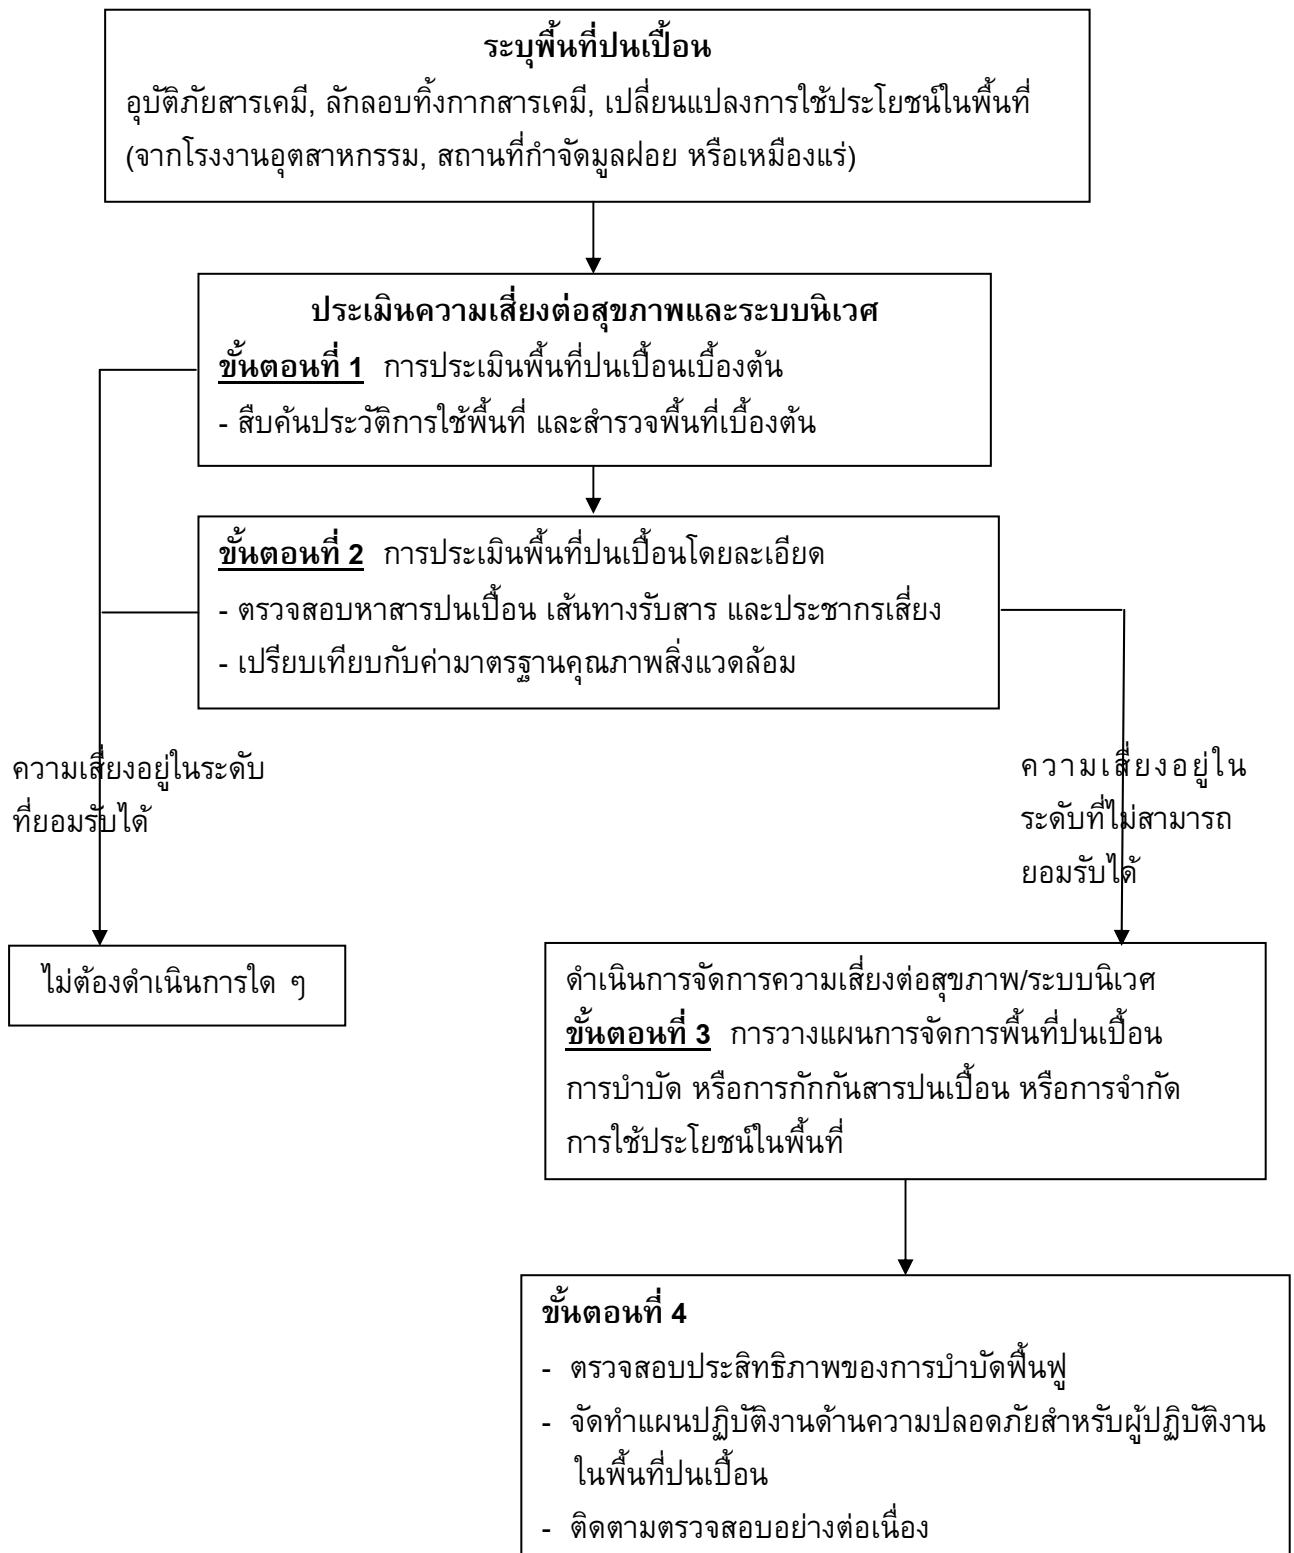 ระบุพื้นที่ปนเปื้อน
อุบัติภัยสารเคมี, ลักลอบทิ้งกากสารเคมี, เปลี่ยนแปลงการใช้ประโยชน์ในพื้นที่
(จากโรงงานอุตสาหกรรม, สถานที่กำจัดมูลฝอย หรือเหมืองแร่)
ประเมินความเสี่ยงต่อสุขภาพและระบบนิเวศ
ขั้นตอนที่ 1 การประเมินพื้นที่ปนเปื้อนเบื้องต้น
- สืบค้นประวัติการใช้พื้นที่ และสำรวจพื้นที่เบื้องต้น
ขั้นตอนที่ 2 การประเมินพื้นที่ปนเปื้อนโดยละเอียด
- ตรวจสอบหาสารปนเปื้อน เส้นทางรับสาร และประชากรเสี่ยง
- เปรียบเทียบกับค่ามาตรฐานคุณภาพสิ่งแวดล้อม
ความเสี่ยงอยู่ในระดับ
ที่ยอมรับได้
ความเสี่ยงอยู่ใน
ระดับที่ไม่สามารถ
ยอมรับได้
ไม่ต้องดำเนินการใด ๆ
ดำเนินการจัดการความเสี่ยงต่อสุขภาพ/ระบบนิเวศ
ขั้นตอนที่ 3 การวางแผนการจัดการพื้นที่ปนเปื้อน
การบำบัด หรือการกักกันสารปนเปื้อน หรือการจำกัด
การใช้ประโยชน์ในพื้นที่
ขั้นตอนที่ 4
- ตรวจสอบประสิทธิภาพของการบำบัดฟื้นฟู
- จัดทำแผนปฏิบัติงานด้านความปลอดภัยสำหรับผู้ปฏิบัติงาน
ในพื้นที่ปนเปื้อน
- ติดตามตรวจสอบอย่างต่อเนื่อง